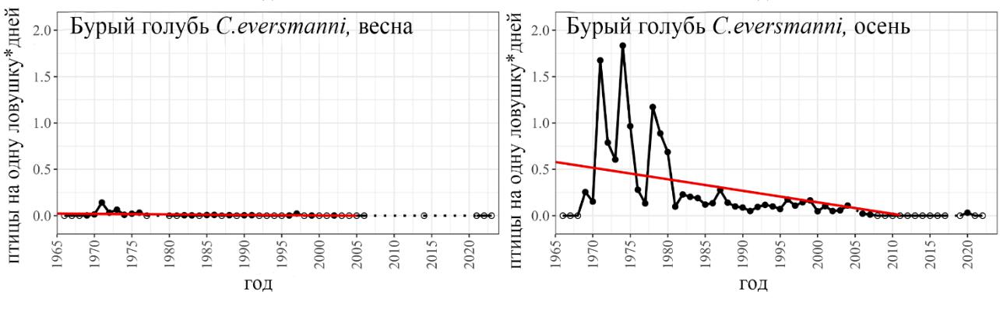 Бурый голубь C.eversmanni, весна
птицы на одну ловушку*дней
2.0
1.5
1.0
0.5
0.0
1965 1970 1975 1980 1985 1990 1995 2000 2005 2010 2015 2020
год
Бурый голубь C.eversmanni, осень
птицы на одну ловушку*дней
2.0
1.5
1.0
0.5
0.0
1965 1970 1975 1980 1985 1990 1995 2000 2005 2010 2015 2020
год